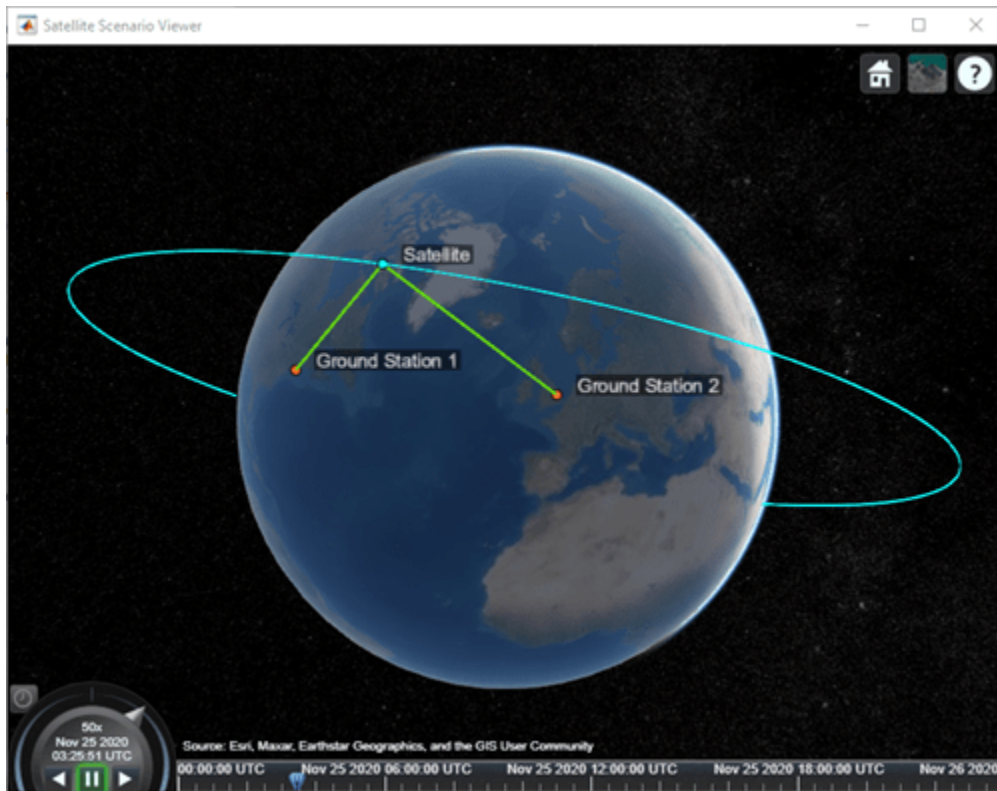 Satellite Scenario Viewer
?
Satellite
Ground Station 1
Ground Station 2
50x
Nov 25 2020
03:25:51 UTC
Source: Esri, Maxar, Earthstar Geographics, and the GIS User Community
00:00:00 UTC Nov 25 2020 06:00:00 UTC Nov 25 2020 12:00:00 UTC Nov 25 2020 18:00:00 UTC Nov 26 2020